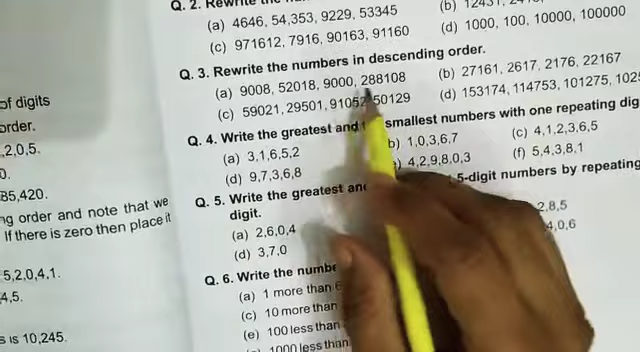 of digits
order.
,2,0,5.
0.
85,420.
ng order and note that we
If there is zero then place it
5,2,0,4,1.
4,5.
s is 10,245.
Q. 2. Rewrite the
(a) 4646, 54,353, 9229, 53345
(b)
(c) 971612, 7916, 90163, 91160
(d) 1000, 100, 10000, 100000
Q. 3. Rewrite the numbers in descending order.
(a) 9008, 52018, 9000, 288108
(b) 27161, 2617, 2176, 22167
(c) 59021, 29501, 91052, 50129
(d) 153174, 114753, 101275, 102
Q. 4. Write the greatest and smallest numbers with one repeating dig
(a) 3,1,6,5,2
b) 1,0,3,6,7
(c) 4,1,2,3,6,5
(d) 9,7,3,6,8
) 4,2,9,8,0,3
(f) 5,4,3,8,1
Q. 5. Write the greatest and 5-digit numbers by repeating
digit.
(a) 2,6,0,4
2,8,5
(d) 3,7,0
4,0,6
Q. 6. Write the numbe
(a) 1 more than
(c) 10 more than
(e) 100 less than
1000 less than